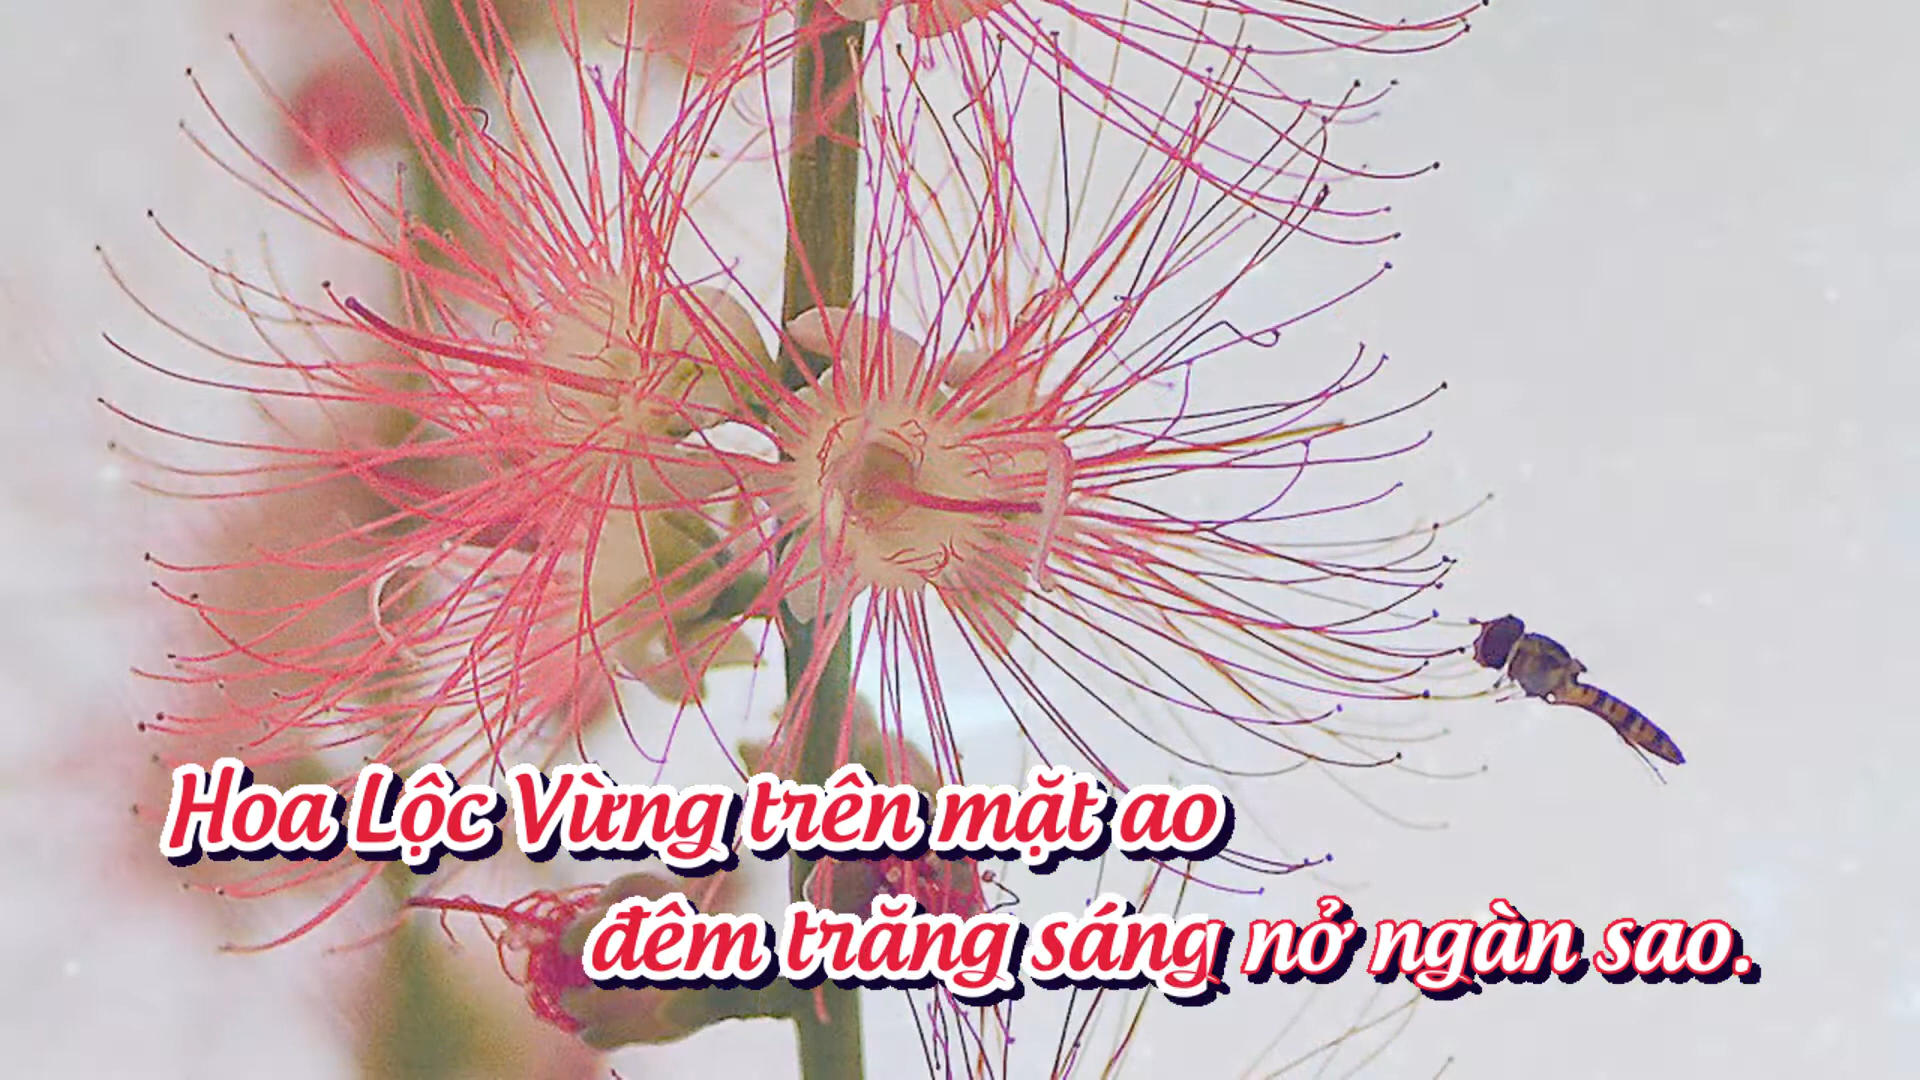 Hoa Lộc Vừng trên mặt ao
đêm trăng sáng nở ngàn sao.